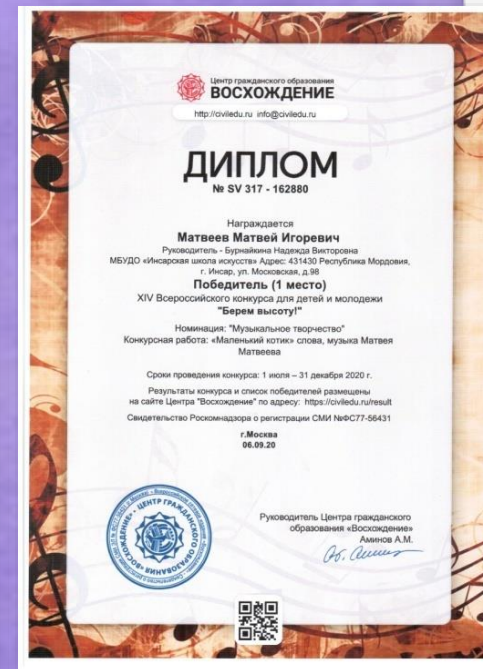 Центр гражданского образования
ВОСХОЖДЕНИЕ
http://civiledu.ru info@civiledu.ru
ДИПЛОМ
№ SV 317 - 162880
Награждается
Матвеев Матвей Игоревич
Руководитель - Бурнайкина Надежда Викторовна
МБУДО «Инсарская школа искусств» Адрес: 431430 Республика Мордовия,
г. Инсар, ул. Московская, д.98
Победитель (1 место)
XIV Всероссийского конкурса для детей и молодежи
"Берем высоту!"
Номинация: "Музыкальное творчество"
Конкурсная работа: «Маленький котик» слова, музыка Матвея
Матвеева
Сроки проведения конкурса: 1 июля – 31 декабря 2020 г.
Результаты конкурса и список победителей размещены
на сайте Центра "Восхождение" по адресу: https://civiledu.ru/result
Свидетельство Роскомнадзора о регистрации СМИ №ФС77-56431
г.Москва
06.09.20
Руководитель Центра гражданского
образования «Восхождение»
Аминов А.М.
ЦЕНТР ГРАЖДАНСКОГО ОБРАЗОВАНИЯ «ВОСХОЖДЕНИЕ»